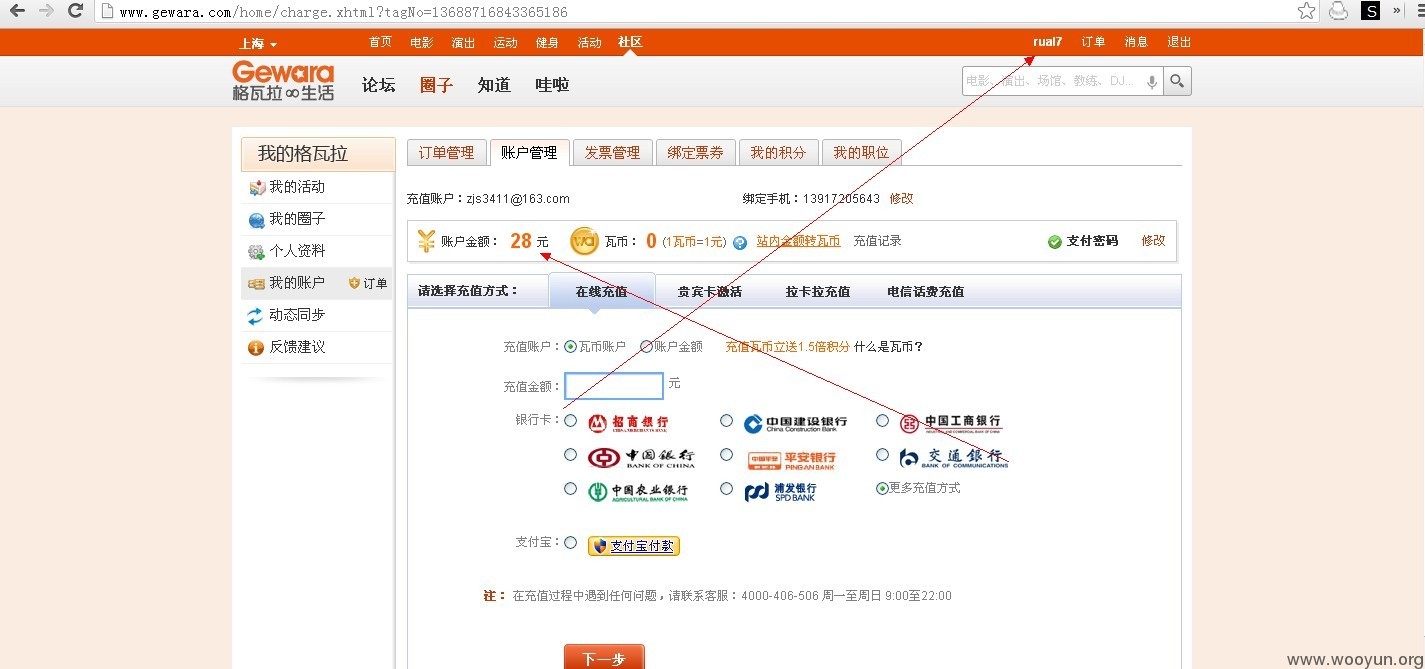 www.gewara.com/home/charge.xhtml?tagNo=13688716843365186
S »
上海 首页 电影 演出 运动 健身 活动 社区 rual7 订单 消息 退出
Gewara
格瓦拉∞生活 论坛 圈子 知道 哇啦 电影、演出、场馆、教练、DJ...
我的格瓦拉 订单管理 账户管理 发票管理 绑定票券 我的积分 我的职位
我的活动
我的圈子
个人资料
我的账户 订单
动态同步
反馈建议
充值账户：zjs3411@163.com 绑定手机：13917205643 修改
账户金额： 28 元 瓦币： 0 (1瓦币=1元) 站内金额转瓦币 充值记录 支付密码 修改
请选择充值方式： 在线充值 贵宾卡激活 拉卡拉充值 电信话费充值
充值账户： 瓦币账户 账户金额 充值瓦币立送1.5倍积分 什么是瓦币？
充值金额： 元
银行卡： 招商银行 CHINA MERCHANTS BANK 中国建设银行 China Construction Bank 中国工商银行 INDUSTRIAL AND COMMERCIAL BANK OF CHINA
中国银行 BANK OF CHINA 中国平安 平安银行 PING AN BANK 交通银行 BANK OF COMMUNICATIONS
中国农业银行 AGRICULTURAL BANK OF CHINA 浦发银行 SPD BANK 更多充值方式
支付宝： 支付宝付款
注： 在充值过程中遇到任何问题，请联系客服：4000-406-506 周一至周日 9:00至22:00
下一步
www.wooyun.org